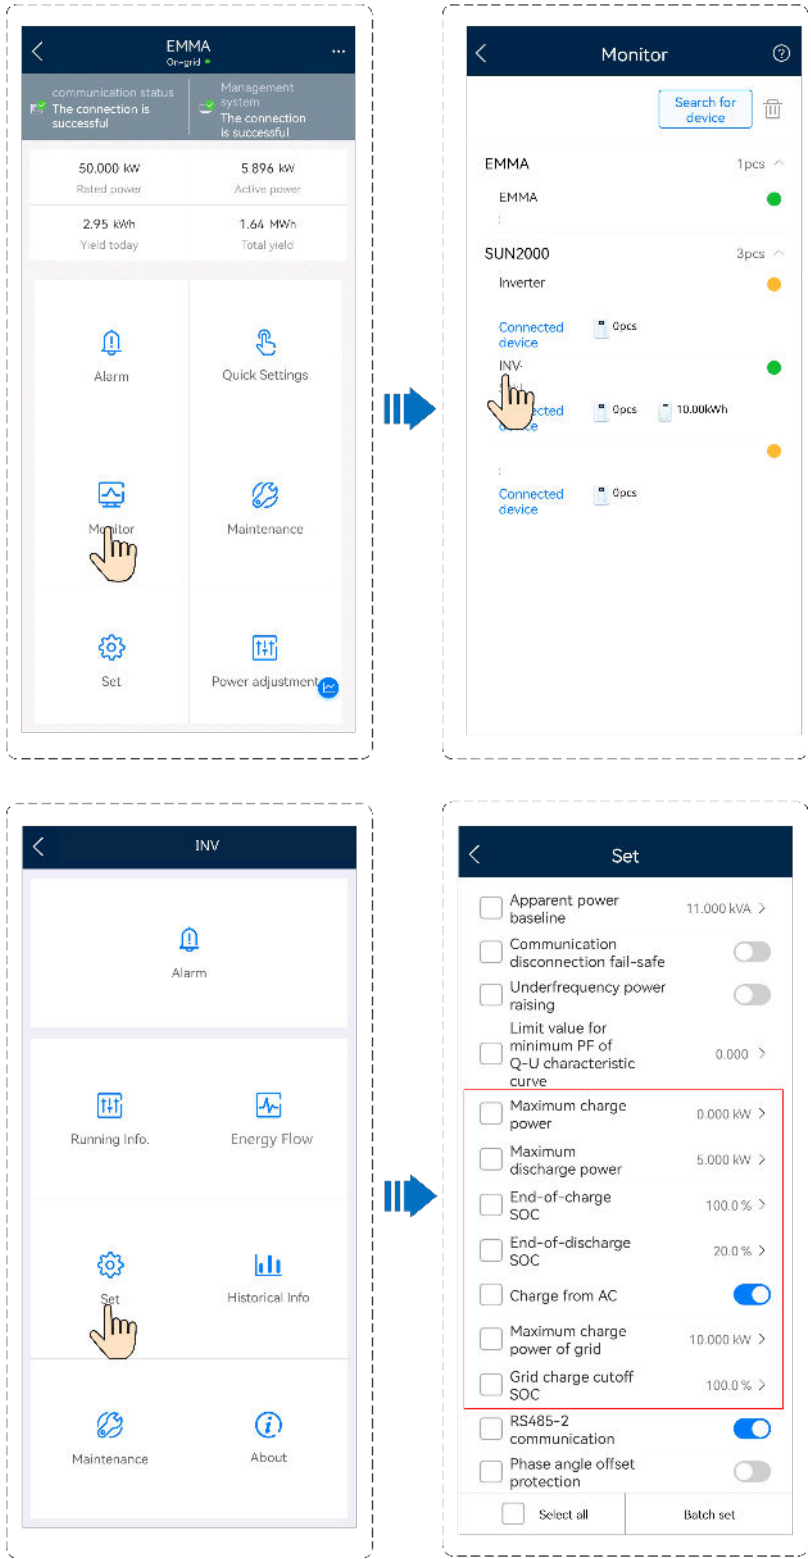 EMMA
On-grid
...
communication status
The connection is
successful
Management
system
The connection
is successful
50.000 kW
Rated power
5.896 kW
Active power
2.95 kWh
Yield today
1.64 MWh
Total yield
Alarm
Quick Settings
Monitor
Maintenance
Set
Power adjustment
Monitor
?
Search for
device
EMMA
1pcs
EMMA
:
SUN2000
3pcs
Inverter
Connected
device
0pcs
INV-
Connected
device
0pcs
10.00kWh
:
Connected
device
0pcs
INV
Alarm
Running Info.
Energy Flow
Set
Historical Info
Maintenance
About
Set
Apparent power
baseline
11.000 kVA
Communication
disconnection fail-safe
Underfrequency power
raising
Limit value for
minimum PF of
Q-U characteristic
curve
0.000
Maximum charge
power
0.000 kW
Maximum
discharge power
5.000 kW
End-of-charge
SOC
100.0 %
End-of-discharge
SOC
20.0 %
Charge from AC
Maximum charge
power of grid
10.000 kW
Grid charge cutoff
SOC
100.0 %
RS485-2
communication
Phase angle offset
protection
Select all
Batch set